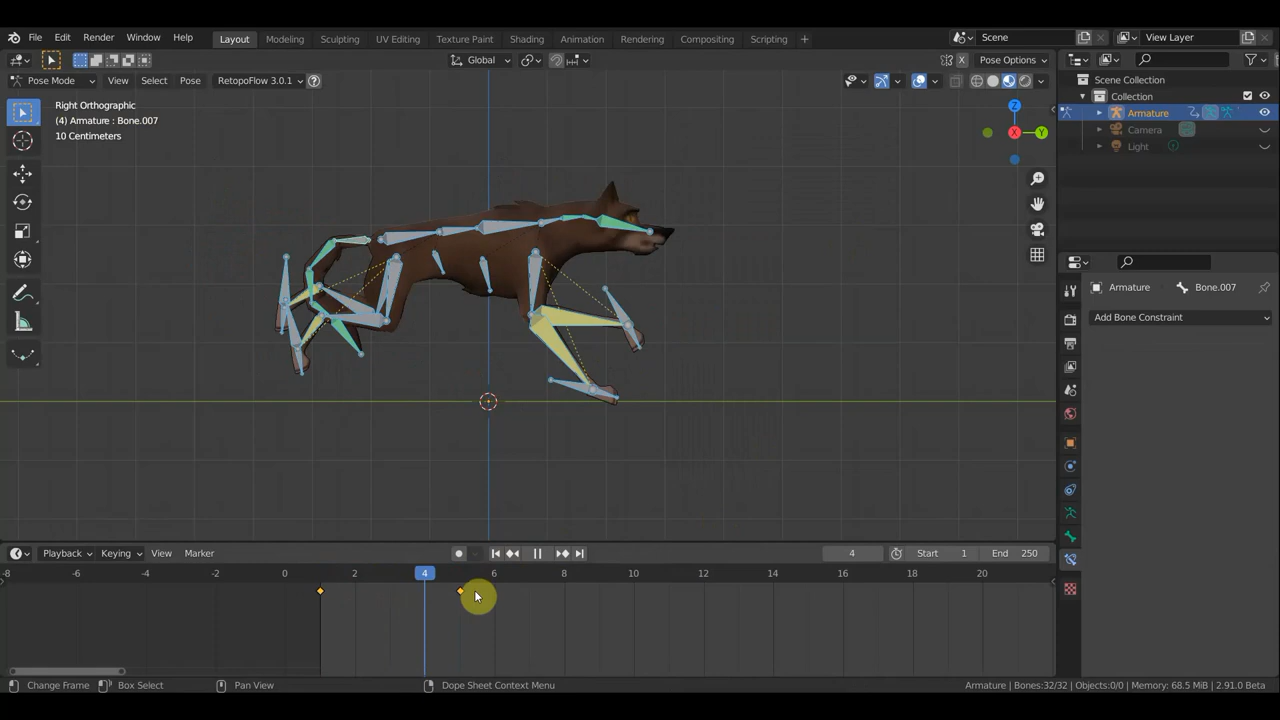 File Edit Render Window Help Layout Modeling Sculpting UV Editing Texture Paint Shading Animation Rendering Compositing Scripting + Scene View Layer
Global Pose Options
Pose Mode View Select Pose RetopoFlow 3.0.1
Scene Collection
Collection
Armature
Camera
Light
Right Orthographic
(4) Armature : Bone.007
10 Centimeters
Z
Y
X
Armature Bone.007
Add Bone Constraint
Playback Keying View Marker 4 Start 1 End 250
-8 -6 -4 -2 0 2 4 6 8 10 12 14 16 18 20
Change Frame Box Select Pan View Dope Sheet Context Menu Armature | Bones:32/32 | Objects:0/0 | Memory: 68.5 MiB | 2.91.0 Beta